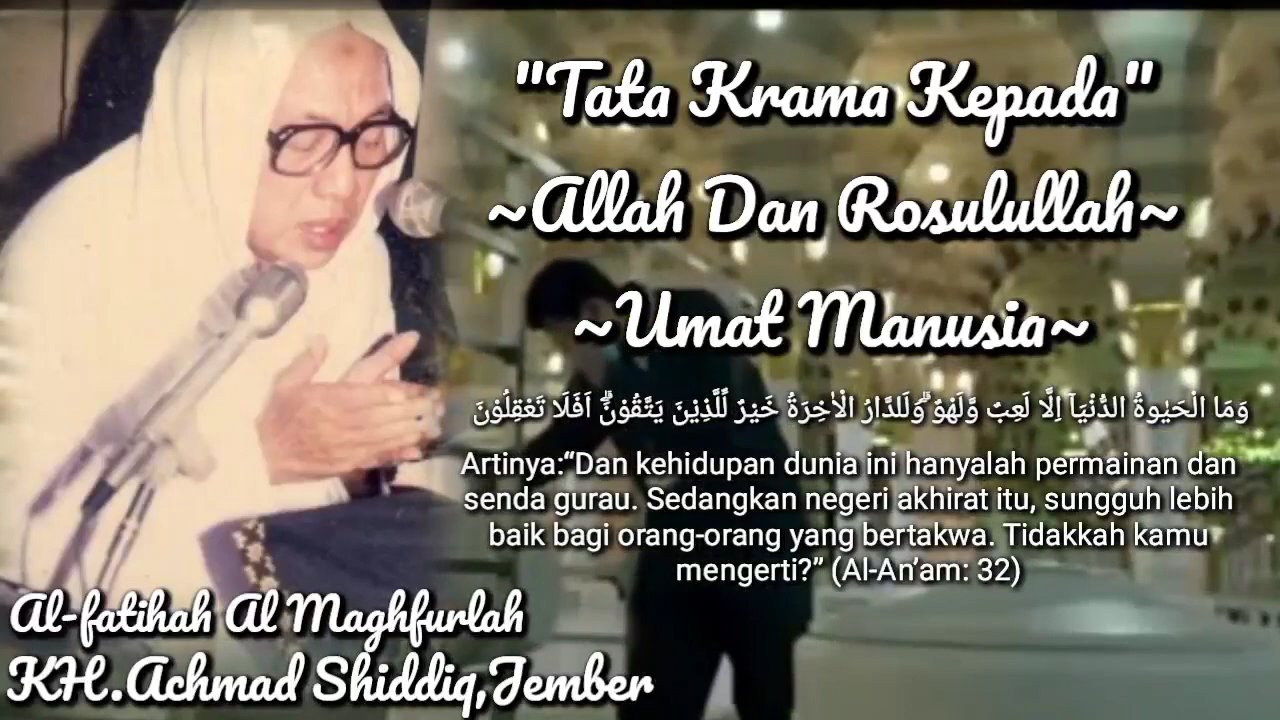 "Tata Krama Kepada"
~Allah Dan Rosulullah~
~Umat Manusia~
وَمَا الْحَيٰوةُ الدُّنْيَآ اِلَّا لَعِبٌ وَّلَهْوٌ ۗوَلَلدَّارُ الْاٰخِرَةُ خَيْرٌ لِّلَّذِيْنَ يَتَّقُوْنَۗ اَفَلَا تَعْقِلُوْنَ
Artinya:“Dan kehidupan dunia ini hanyalah permainan dan
senda gurau. Sedangkan negeri akhirat itu, sungguh lebih
baik bagi orang-orang yang bertakwa. Tidakkah kamu
mengerti?” (Al-An’am: 32)
Al-fatihah Al Maghfurlah
KH.Achmad Shiddiq,Jember